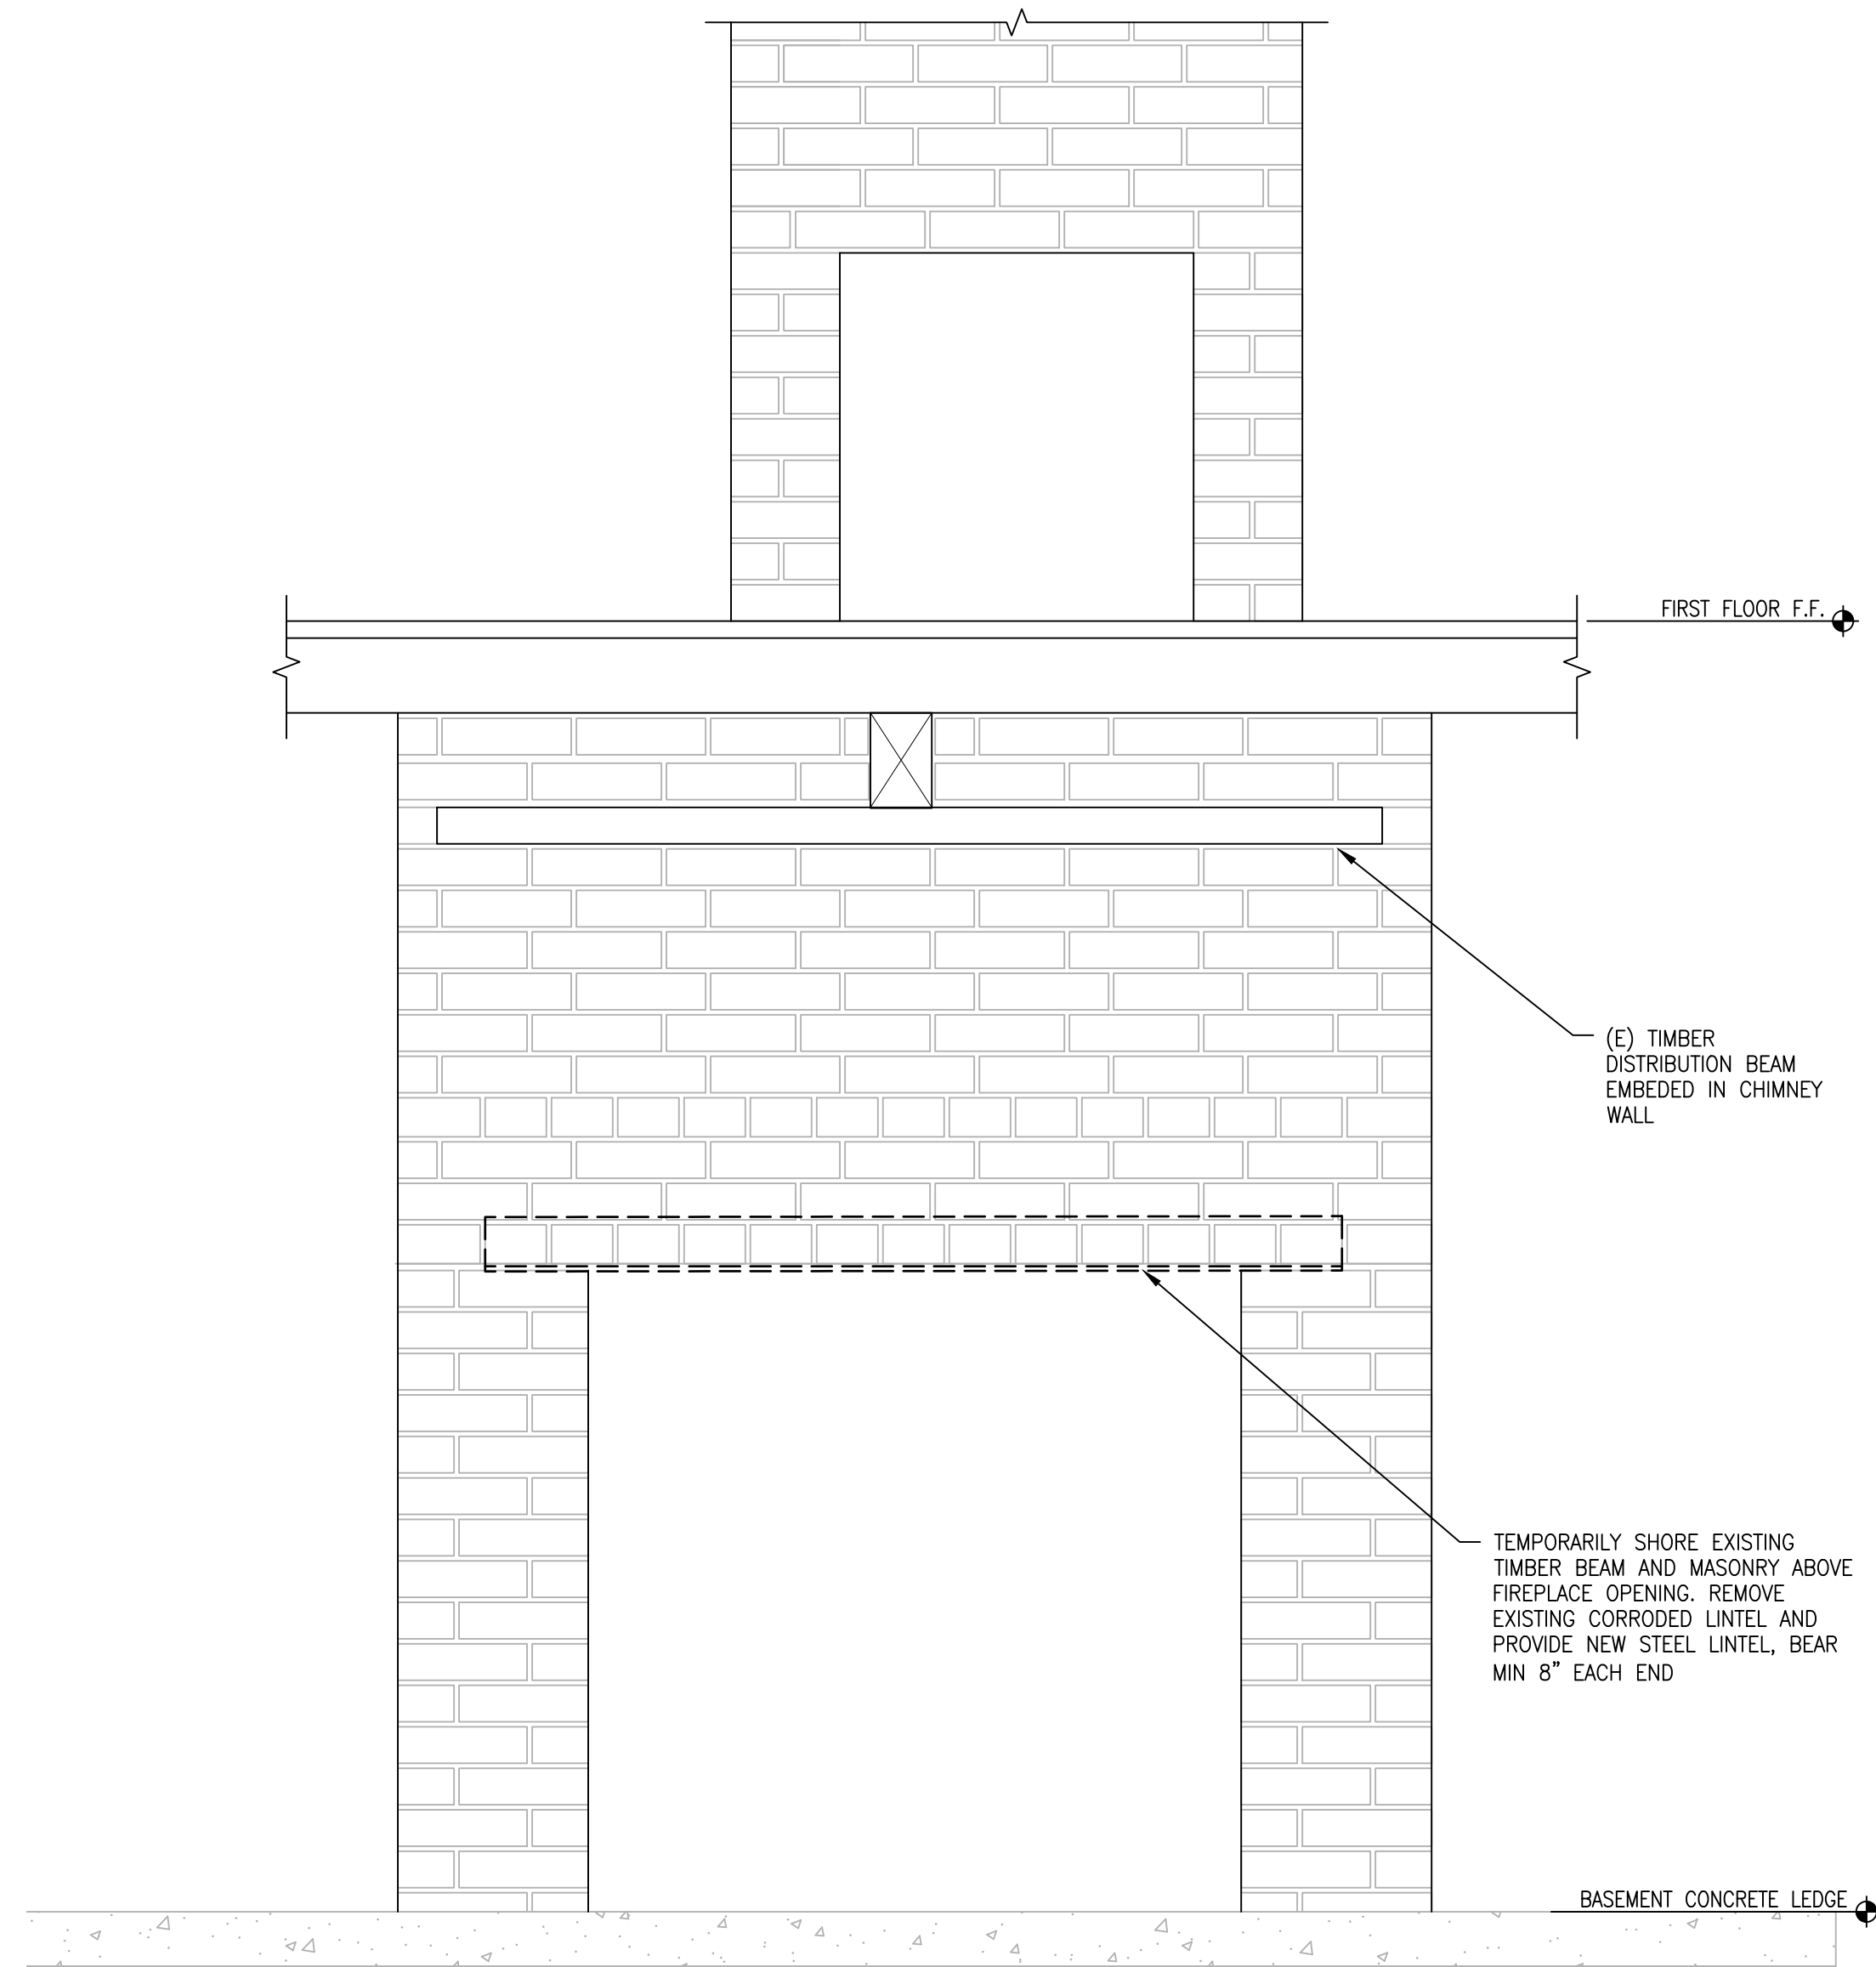 FIRST FLOOR F.F.
(E) TIMBER
DISTRIBUTION BEAM
EMBEDED IN CHIMNEY
WALL
TEMPORARILY SHORE EXISTING
TIMBER BEAM AND MASONRY ABOVE
FIREPLACE OPENING. REMOVE
EXISTING CORRODED LINTEL AND
PROVIDE NEW STEEL LINTEL, BEAR
MIN 8" EACH END
BASEMENT CONCRETE LEDGE